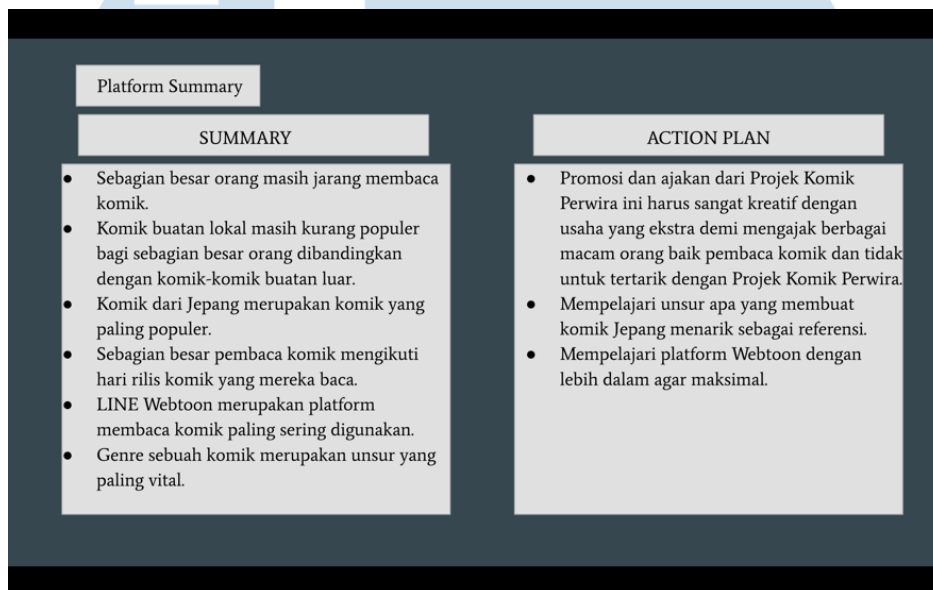 Platform Summary
SUMMARY
● Sebagian besar orang masih jarang membaca
komik.
● Komik buatan lokal masih kurang populer
bagi sebagian besar orang dibandingkan
dengan komik-komik buatan luar.
● Komik dari Jepang merupakan komik yang
paling populer.
● Sebagian besar pembaca komik mengikuti
hari rilis komik yang mereka baca.
● LINE Webtoon merupakan platform
membaca komik paling sering digunakan.
● Genre sebuah komik merupakan unsur yang
paling vital.
ACTION PLAN
● Promosi dan ajakan dari Projek Komik
Perwira ini harus sangat kreatif dengan
usaha yang ekstra demi mengajak berbagai
macam orang baik pembaca komik dan tidak
untuk tertarik dengan Projek Komik Perwira.
● Mempelajari unsur apa yang membuat
komik Jepang menarik sebagai referensi.
● Mempelajari platform Webtoon dengan
lebih dalam agar maksimal.